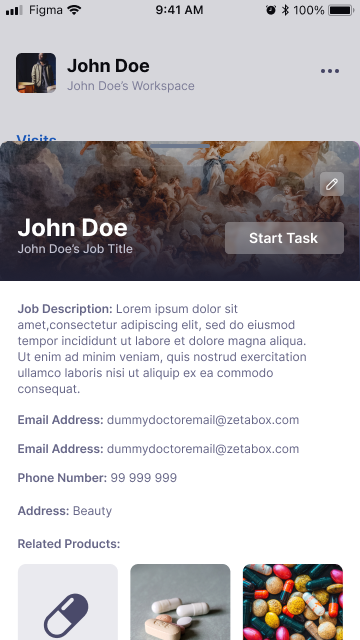 Figma
9:41 AM
100%
John Doe
John Doe’s Workspace
Visits
John Doe
John Doe’s Job Title
Start Task
Job Description: Lorem ipsum dolor sit
amet,consectetur adipiscing elit, sed do eiusmod
tempor incididunt ut labore et dolore magna aliqua.
Ut enim ad minim veniam, quis nostrud exercitation
ullamco laboris nisi ut aliquip ex ea commodo
consequat.
Email Address: dummydoctoremail@zetabox.com
Email Address: dummydoctoremail@zetabox.com
Phone Number: 99 999 999
Address: Beauty
Related Products: